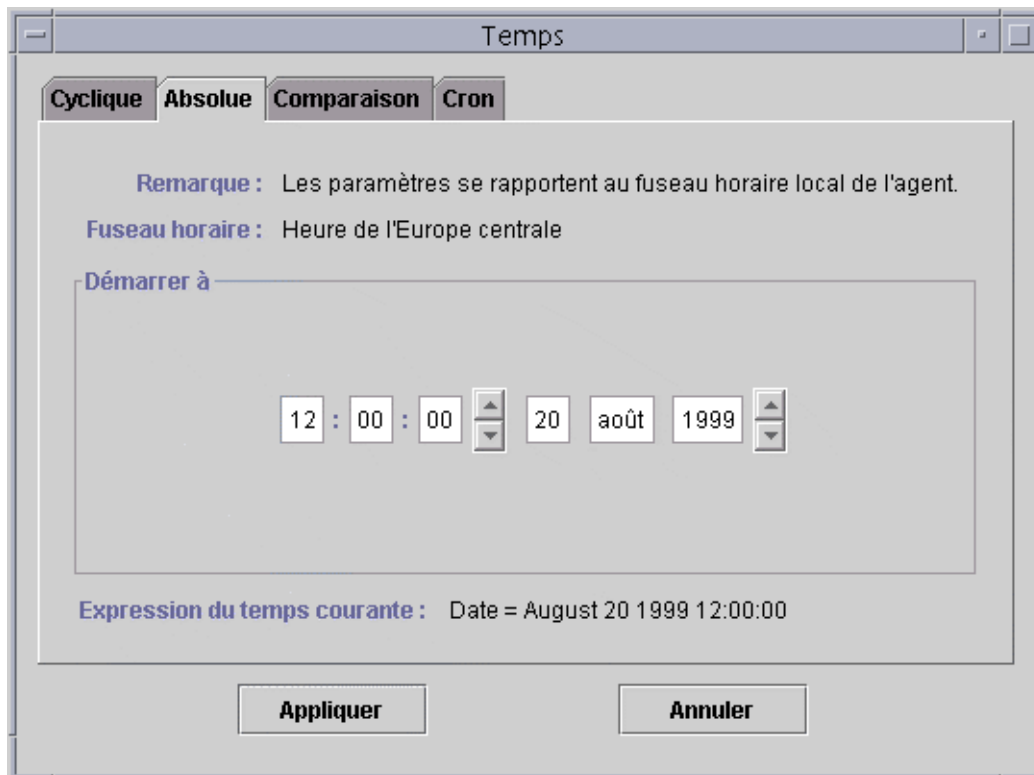 Temps
Cyclique Absolue Comparaison Cron
Remarque : Les paramètres se rapportent au fuseau horaire local de l'agent.
Fuseau horaire : Heure de l'Europe centrale
Démarrer à
12 : 00 : 00 20 août 1999
Expression du temps courante : Date = August 20 1999 12:00:00
Appliquer Annuler